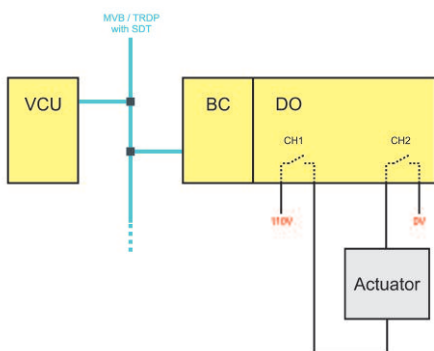 MVB / TRDP
with SDT
VCU
BC
DO
CH1
CH2
110V
0V
Actuator